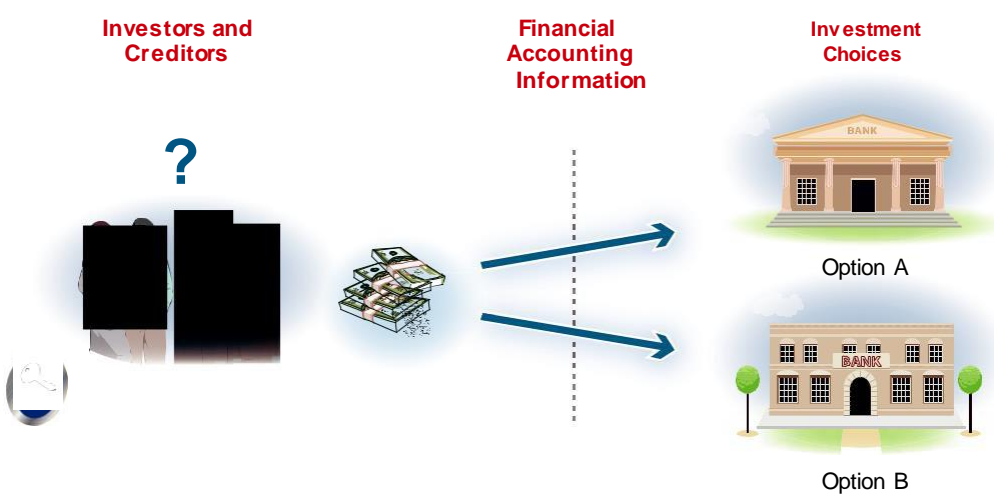 Investors and
Creditors
Financial
Accounting
Information
Investment
Choices
?
BANK
Option A
BANK
Option B